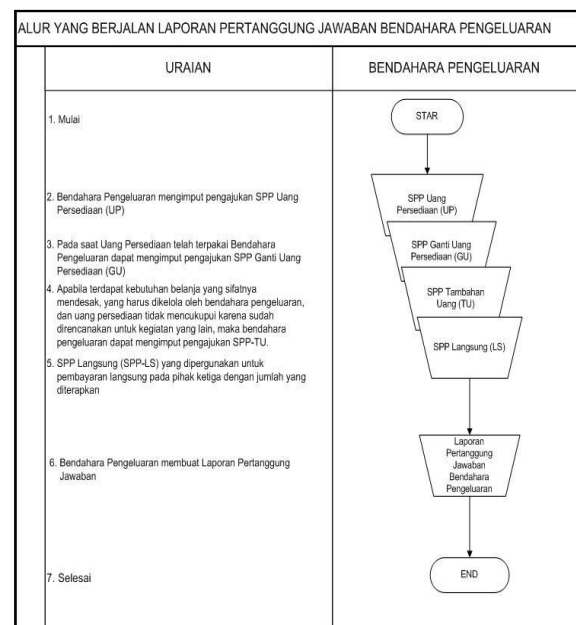 ALUR YANG BERJALAN LAPORAN PERTANGGUNG JAWABAN BENDAHARA PENGELUARAN
URAIAN
BENDAHARA PENGELUARAN
1. Mulai
STAR
2. Bendahara Pengeluaran mengimput pengajukan SPP Uang
Persediaan (UP)
SPP Uang
Persediaan (UP)
3. Pada saat Uang Persediaan telah terpakai Bendahara
Pengeluaran dapat mengimput pengajukan SPP Ganti Uang
Persediaan (GU)
SPP Ganti Uang
Persediaan (GU)
4. Apabila terdapat kebutuhan belanja yang sifatnya
mendesak, yang harus dikelola oleh bendahara pengeluaran,
dan uang persediaan tidak mencukupui karena sudah
direncanakan untuk kegiatan yang lain, maka bendahara
pengeluaran dapat mengimput pengajukan SPP-TU.
SPP Tambahan
Uang (TU)
5. SPP Langsung (SPP-LS) yang dipergunakan untuk
pembayaran langsung pada pihak ketiga dengan jumlah yang
diterapkan
SPP Langsung (LS)
6. Bendahara Pengeluaran membuat Laporan Pertanggung
Jawaban
Laporan
Pertanggung
Jawaban
Bendahara
Pengeluaran
7. Selesai
END